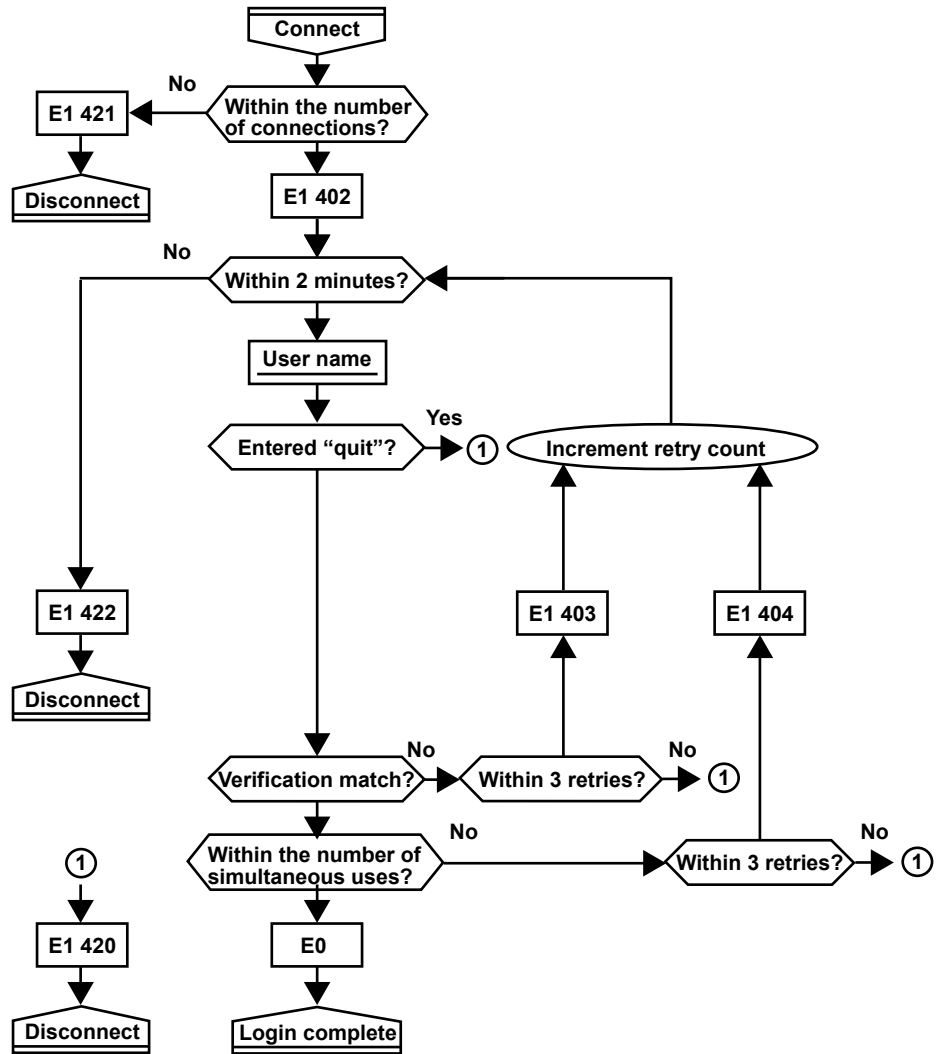 Connect
No
E1 421
Within the number
of connections?
Disconnect
E1 402
No
Within 2 minutes?
User name
Yes
Entered “quit”?
1
Increment retry count
E1 422
E1 403
E1 404
Disconnect
No
No
Verification match?
Within 3 retries?
1
No
No
1
Within the number of
simultaneous uses?
Within 3 retries?
1
E1 420
E0
Disconnect
Login complete